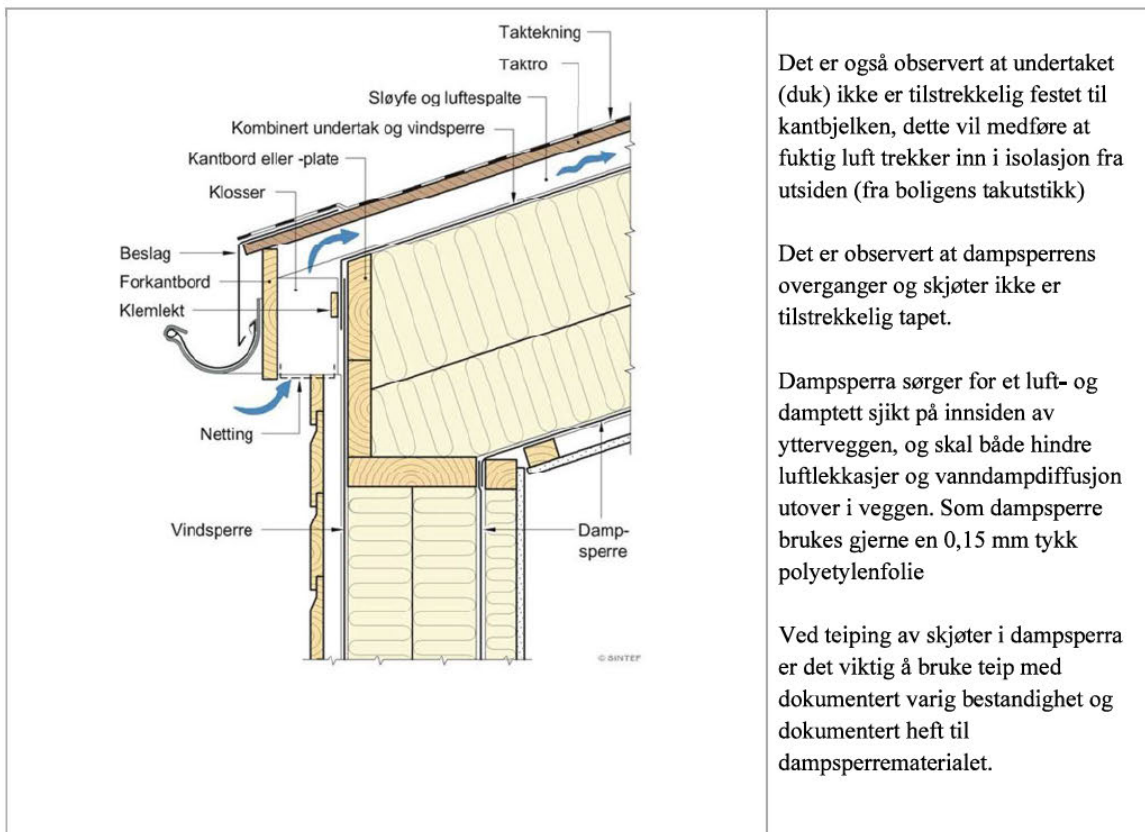 Taktekning
Taktro
Sløyfe og luftespalte
Kombinert undertak og vindsperre
Kantbord eller -plate
Klosser
Beslag
Forkantbord
Klemlekt
Netting
Vindsperre
Damp-
sperre
© SINTEF
Det er også observert at undertaket
(duk) ikke er tilstrekkelig festet til
kantbjelken, dette vil medføre at
fuktig luft trekker inn i isolasjon fra
utsiden (fra boligens takutstikk)
Det er observert at dampsperrens
overganger og skjøter ikke er
tilstrekkelig tapet.
Dampsperra sørger for et luft- og
damptett sjikt på innsiden av
ytterveggen, og skal både hindre
luftlekkasjer og vanndampdiffusjon
utover i veggen. Som dampsperre
brukes gjerne en 0,15 mm tykk
polyetylenfolie
Ved teiping av skjøter i dampsperra
er det viktig å bruke teip med
dokumentert varig bestandighet og
dokumentert heft til
dampsperrematerialet.